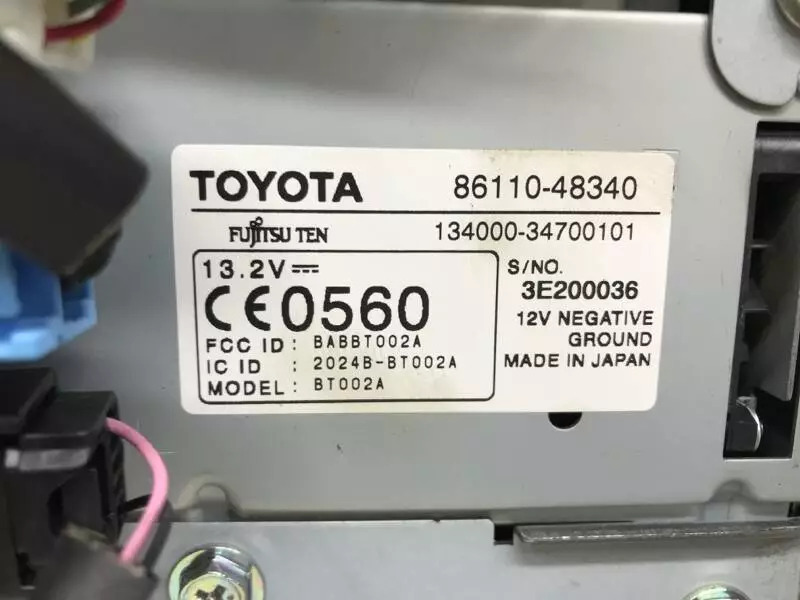 TOYOTA 86110-48340
FUJITSU TEN 134000-34700101
13.2V⎓
CE0560
FCC ID : BABBT002A
IC ID : 2024B-BT002A
MODEL : BT002A
S/NO.
3E200036
12V NEGATIVE
GROUND
MADE IN JAPAN